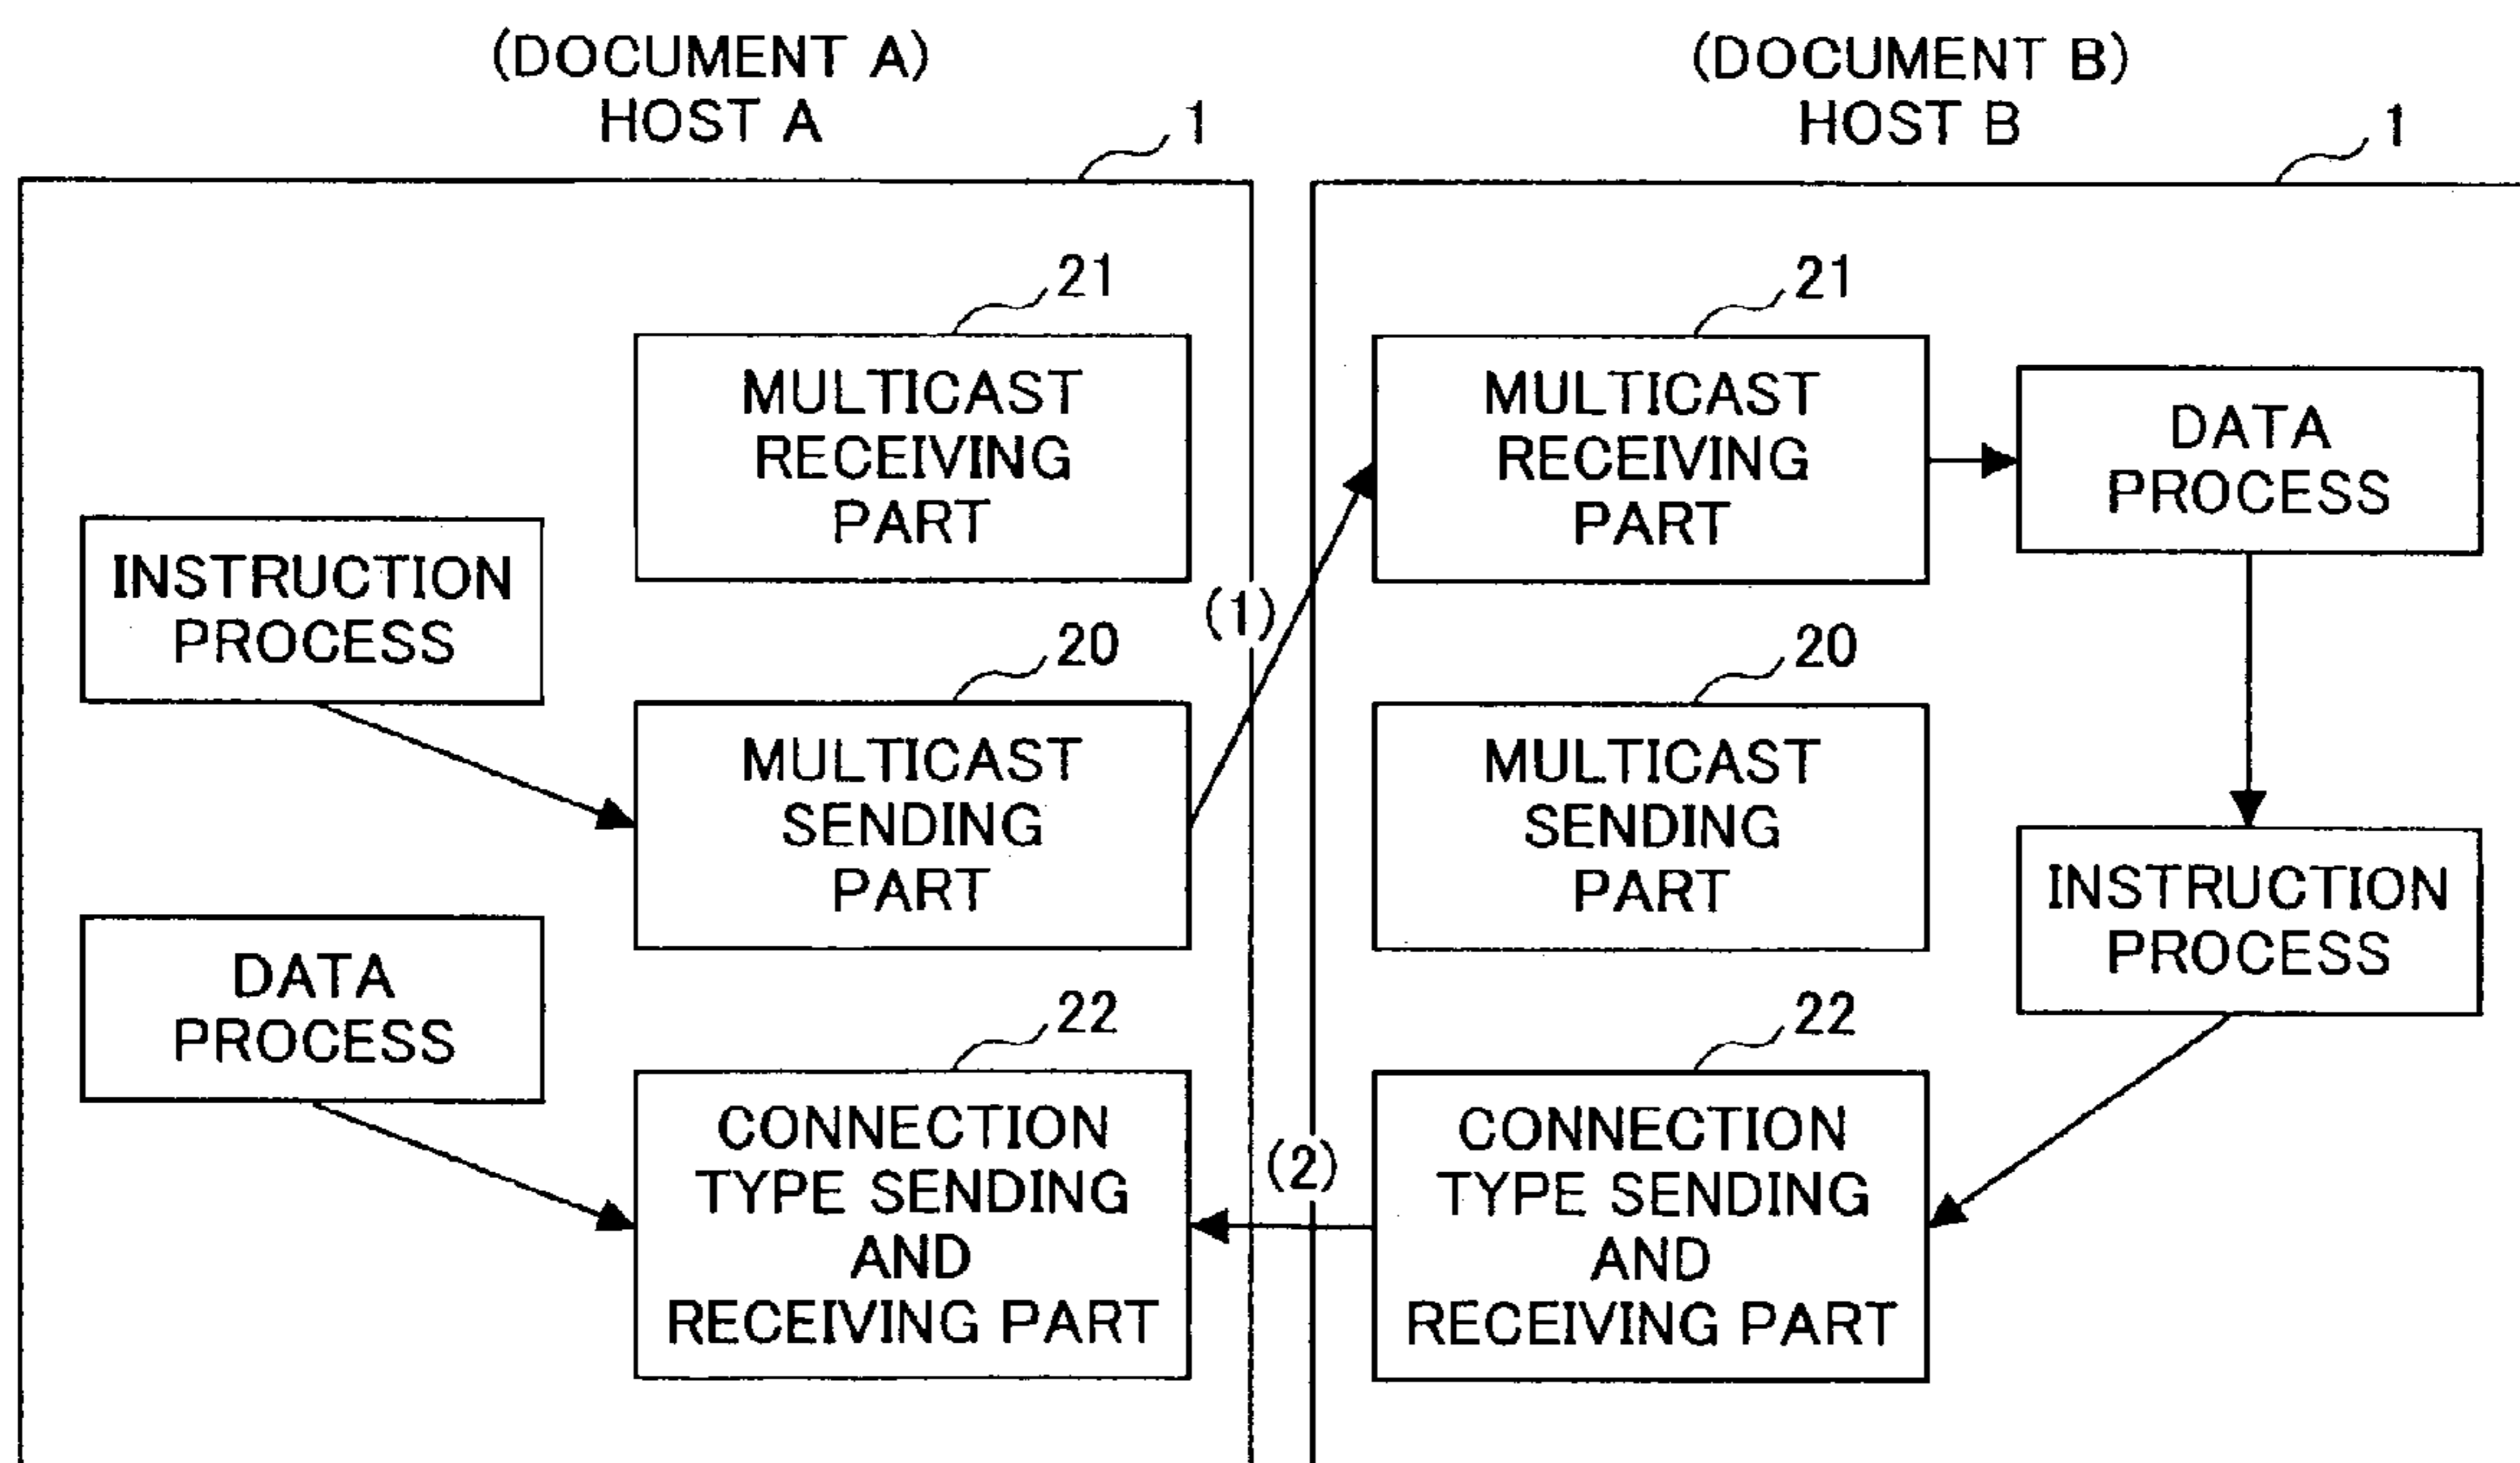 (DOCUMENT A)
HOST A
1
(DOCUMENT B)
HOST B
1
21
MULTICAST
RECEIVING
PART
INSTRUCTION
PROCESS
20
MULTICAST
SENDING
PART
DATA
PROCESS
22
CONNECTION
TYPE SENDING
AND
RECEIVING PART
(1)
(2)
21
MULTICAST
RECEIVING
PART
DATA
PROCESS
20
MULTICAST
SENDING
PART
INSTRUCTION
PROCESS
22
CONNECTION
TYPE SENDING
AND
RECEIVING PART